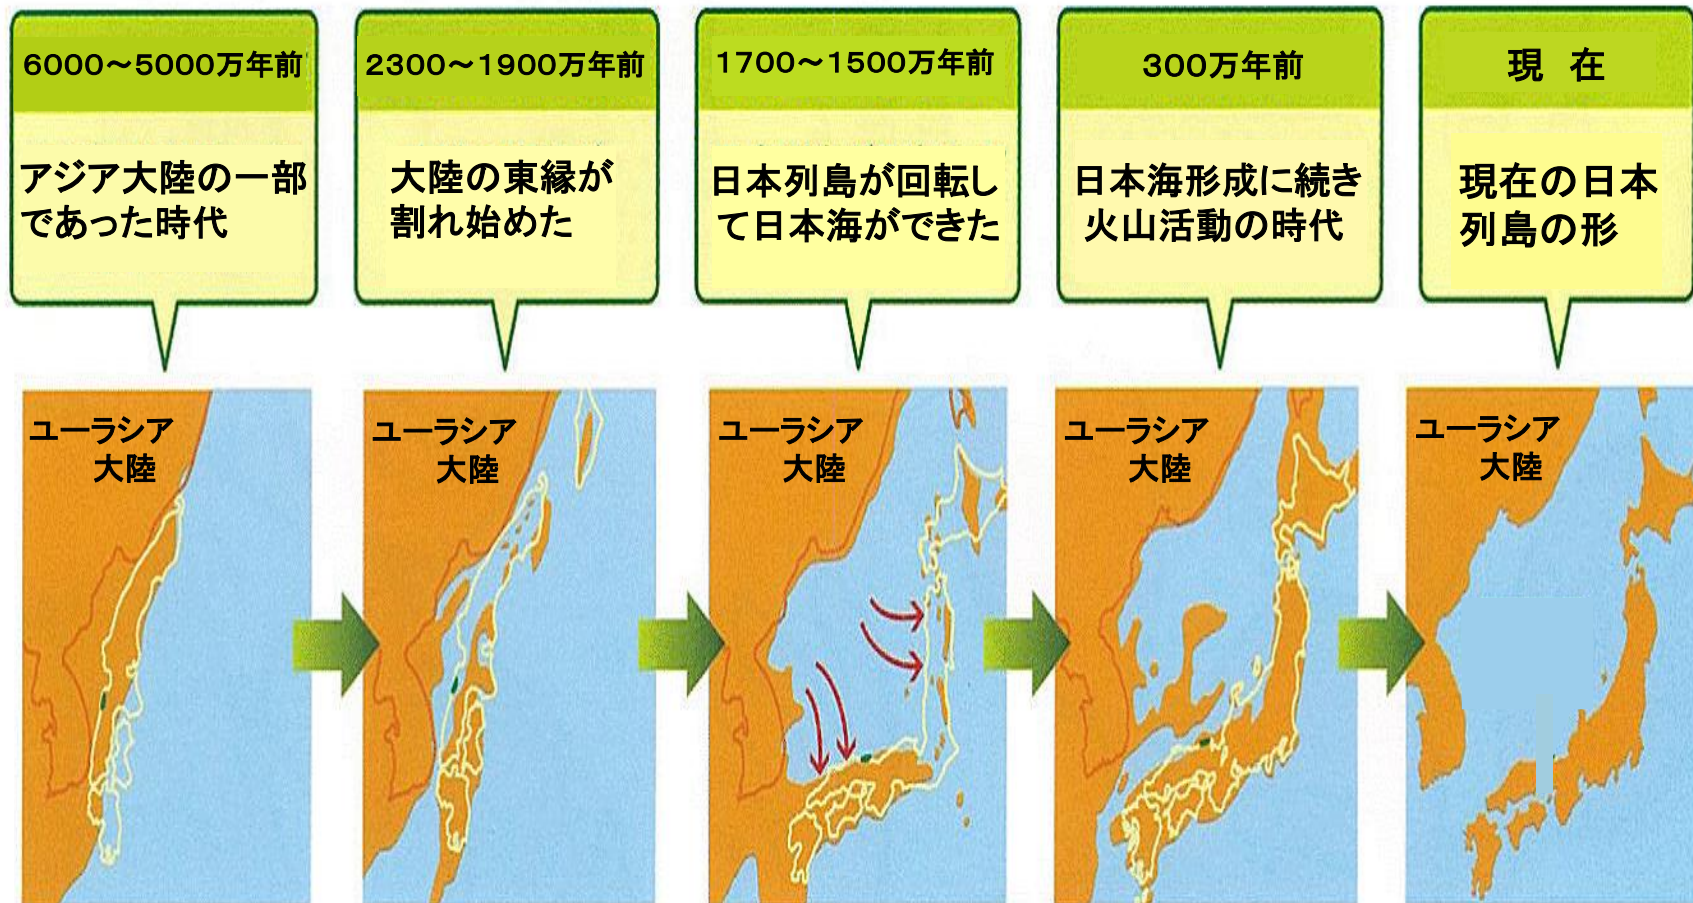 6000～5000万年前
アジア大陸の一部
であった時代
2300～1900万年前
大陸の東縁が
割れ始めた
1700～1500万年前
日本列島が回転し
て日本海ができた
300万年前
日本海形成に続き
火山活動の時代
現 在
現在の日本
列島の形
ユーラシア
大陸
ユーラシア
大陸
ユーラシア
大陸
ユーラシア
大陸
ユーラシア
大陸